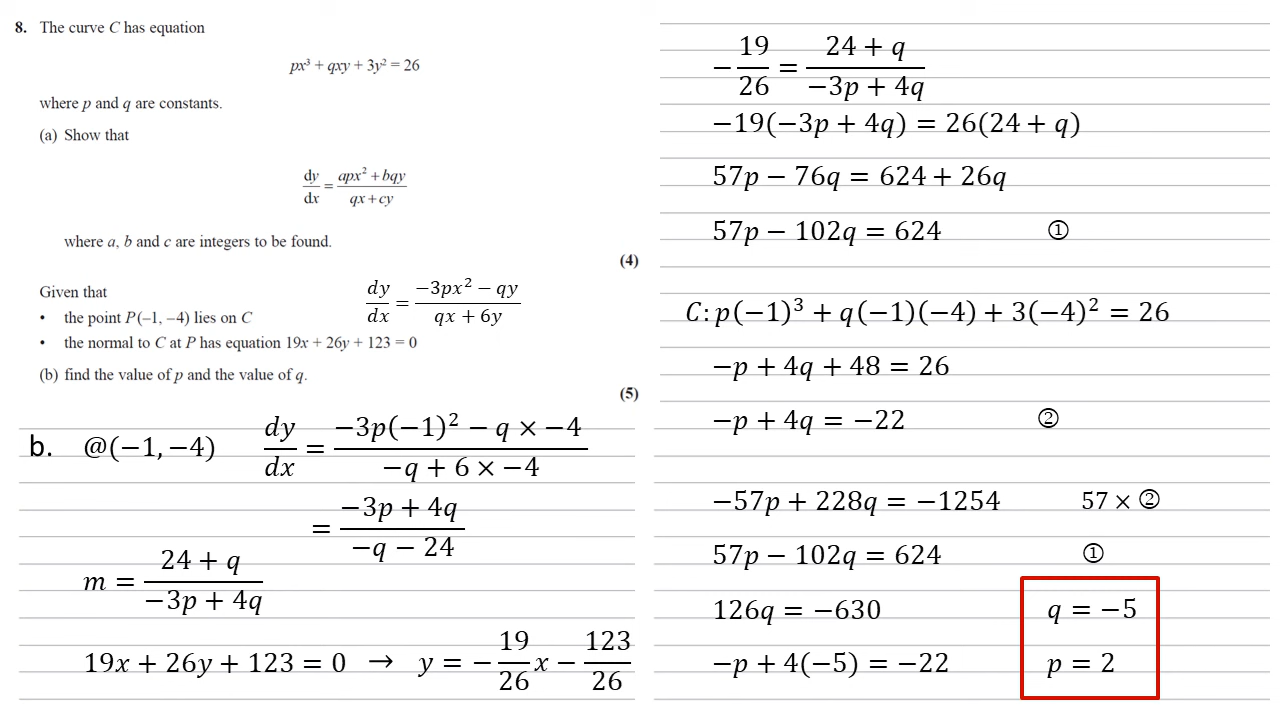 8. The curve C has equation
px³ + qxy + 3y² = 26
where p and q are constants.
(a) Show that
dy/dx = (apx² + bqy)/(qx + cy)
where a, b and c are integers to be found.
(4)
Given that
dy/dx = (−3px² − qy)/(qx + 6y)
• the point P(–1, –4) lies on C
• the normal to C at P has equation 19x + 26y + 123 = 0
(b) find the value of p and the value of q.
(5)
b. @(−1, −4) dy/dx = (−3p(−1)² − q × −4)/(−q + 6 × −4)
= (−3p + 4q)/(−q − 24)
m = (24 + q)/(−3p + 4q)
19x + 26y + 123 = 0 → y = −19/26 x − 123/26
−19/26 = (24 + q)/(−3p + 4q)
−19(−3p + 4q) = 26(24 + q)
57p − 76q = 624 + 26q
57p − 102q = 624 ①
C: p(−1)³ + q(−1)(−4) + 3(−4)² = 26
−p + 4q + 48 = 26
−p + 4q = −22 ②
−57p + 228q = −1254 57 × ②
57p − 102q = 624 ①
126q = −630 q = −5
−p + 4(−5) = −22 p = 2